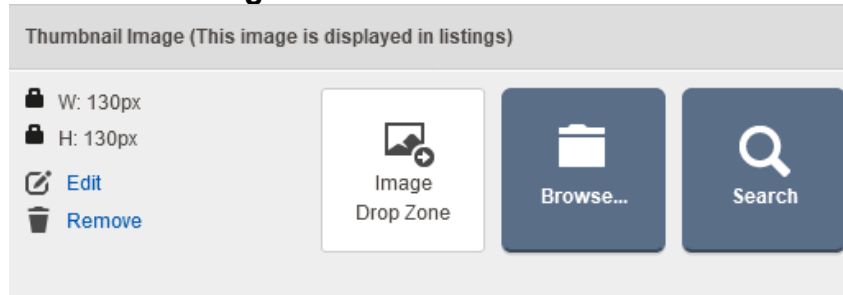 Thumbnail Image (This image is displayed in listings)
W: 130px
H: 130px
Edit
Remove
Image
Drop Zone
Browse...
Search